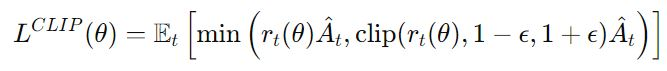 L^{CLIP}(θ) = 𝔼_t [min (r_t(θ)Â_t, clip(r_t(θ), 1 − ϵ, 1 + ϵ)Â_t)]